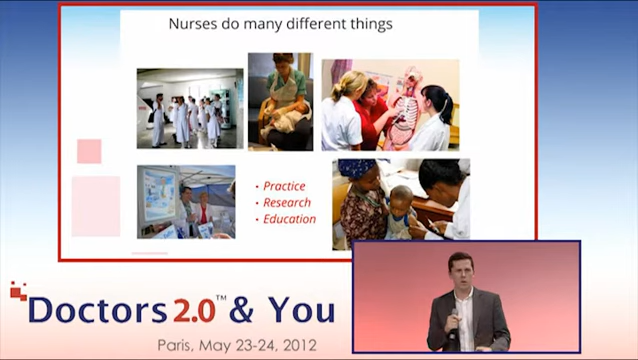 Nurses do many different things
• Practice
• Research
• Education
Doctors 2.0™ & You
Paris, May 23-24, 2012